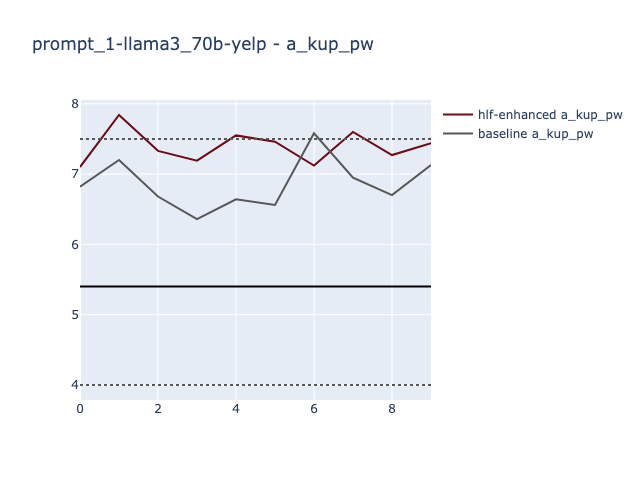 prompt_1-llama3_70b-yelp - a_kup_pw
8
7
6
5
4
0 2 4 6 8
hlf-enhanced a_kup_pw
baseline a_kup_pw